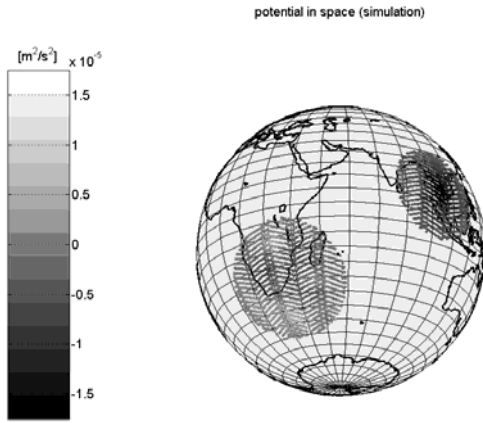 potential in space (simulation)
[m²/s²]
x 10⁻⁵
1.5
1
0.5
0
-0.5
-1
-1.5